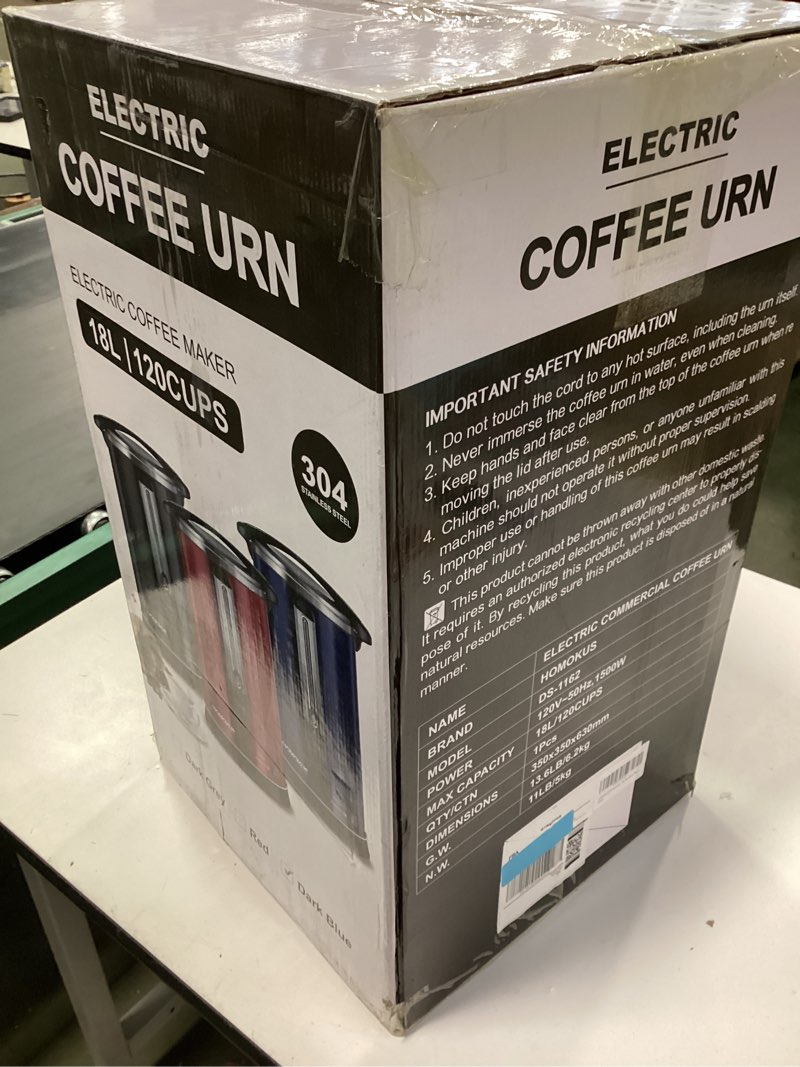 ELECTRIC
COFFEE URN
ELECTRIC COFFEE MAKER
18L | 120CUPS
304
STAINLESS STEEL
Dark Grey
Red
✓ Dark Blue
ELECTRIC
COFFEE URN
IMPORTANT SAFETY INFORMATION
1. Do not touch the cord to any hot surface, including the urn itself.
2. Never immerse the coffee urn in water, even when cleaning.
3. Keep hands and face clear from the top of the coffee urn when re
moving the lid after use.
4. Children, inexperienced persons, or anyone unfamiliar with this
machine should not operate it without proper supervision.
5. Improper use or handling of this coffee urn may result in scalding
or other injury.
This product cannot be thrown away with other domestic waste.
It requires an authorized electronic recycling center to properly dis-
pose of it. By recycling this product, what you do could help save
natural resources. Make sure this product is disposed of in a natural
manner.
NAME ELECTRIC COMMERCIAL COFFEE URN
BRAND HOMOKUS
MODEL DS-1162
POWER 120V~50Hz,1500W
MAX CAPACITY 18L/120CUPS
QTY/CTN 1Pcs
DIMENSIONS 350x350x630mm
G.W. 13.6LB/6.2kg
N.W. 11LB/5kg